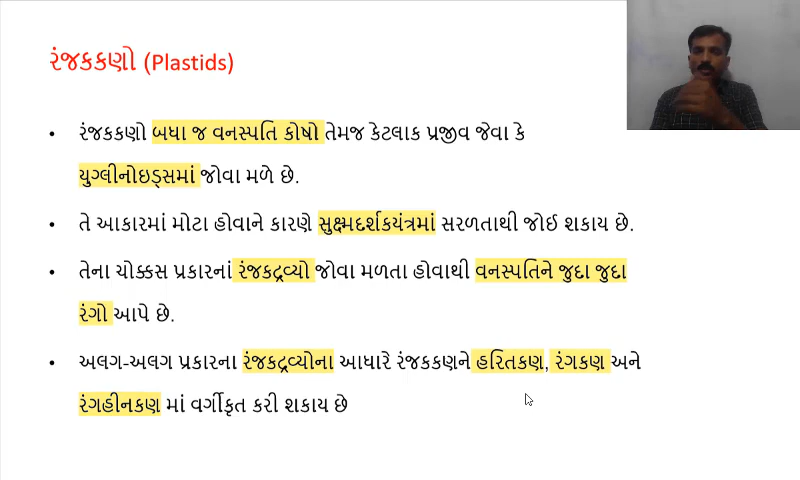 રંજકકણો (Plastids)
• રંજકકણો બધા જ વનસ્પતિ કોષો તેમજ કેટલાક પ્રજીવ જેવા કે
યુગ્લીનોઇડ્સમાં જોવા મળે છે.
• તે આકારમાં મોટા હોવાને કારણે સુક્ષ્મદર્શકયંત્રમાં સરળતાથી જોઈ શકાય છે.
• તેના ચોક્કસ પ્રકારનાં રંજકદ્રવ્યો જોવા મળતા હોવાથી વનસ્પતિને જુદા જુદા
રંગો આપે છે.
• અલગ-અલગ પ્રકારના રંજકદ્રવ્યોના આધારે રંજકકણને હરિતકણ, રંગકણ અને
રંગહીનકણ માં વર્ગીકૃત કરી શકાય છે